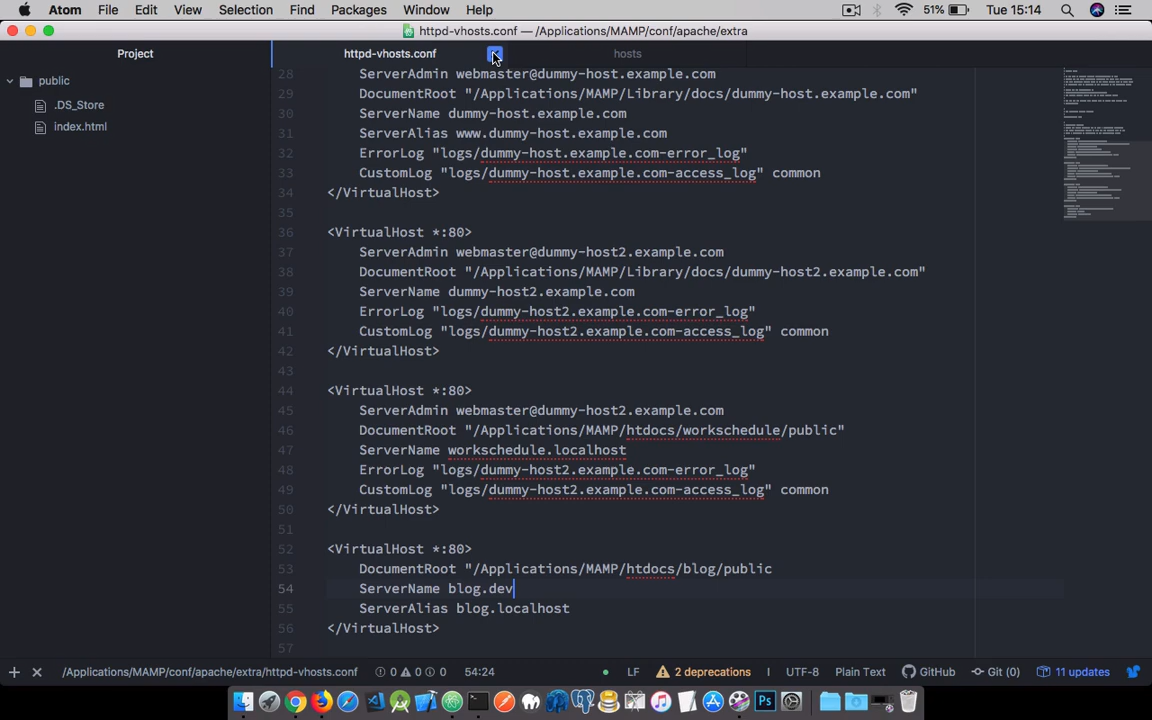 Atom File Edit View Selection Find Packages Window Help 51% Tue 15:14
httpd-vhosts.conf — /Applications/MAMP/conf/apache/extra
Project httpd-vhosts.conf hosts
public
.DS_Store
index.html
28 ServerAdmin webmaster@dummy-host.example.com
29 DocumentRoot "/Applications/MAMP/Library/docs/dummy-host.example.com"
30 ServerName dummy-host.example.com
31 ServerAlias www.dummy-host.example.com
32 ErrorLog "logs/dummy-host.example.com-error_log"
33 CustomLog "logs/dummy-host.example.com-access_log" common
34 </VirtualHost>
35
36 <VirtualHost *:80>
37 ServerAdmin webmaster@dummy-host2.example.com
38 DocumentRoot "/Applications/MAMP/Library/docs/dummy-host2.example.com"
39 ServerName dummy-host2.example.com
40 ErrorLog "logs/dummy-host2.example.com-error_log"
41 CustomLog "logs/dummy-host2.example.com-access_log" common
42 </VirtualHost>
43
44 <VirtualHost *:80>
45 ServerAdmin webmaster@dummy-host2.example.com
46 DocumentRoot "/Applications/MAMP/htdocs/workschedule/public"
47 ServerName workschedule.localhost
48 ErrorLog "logs/dummy-host2.example.com-error_log"
49 CustomLog "logs/dummy-host2.example.com-access_log" common
50 </VirtualHost>
51
52 <VirtualHost *:80>
53 DocumentRoot "/Applications/MAMP/htdocs/blog/public
54 ServerName blog.dev
55 ServerAlias blog.localhost
56 </VirtualHost>
57
/Applications/MAMP/conf/apache/extra/httpd-vhosts.conf 0 0 0 54:24 LF 2 deprecations UTF-8 Plain Text GitHub Git (0) 11 updates
Ps